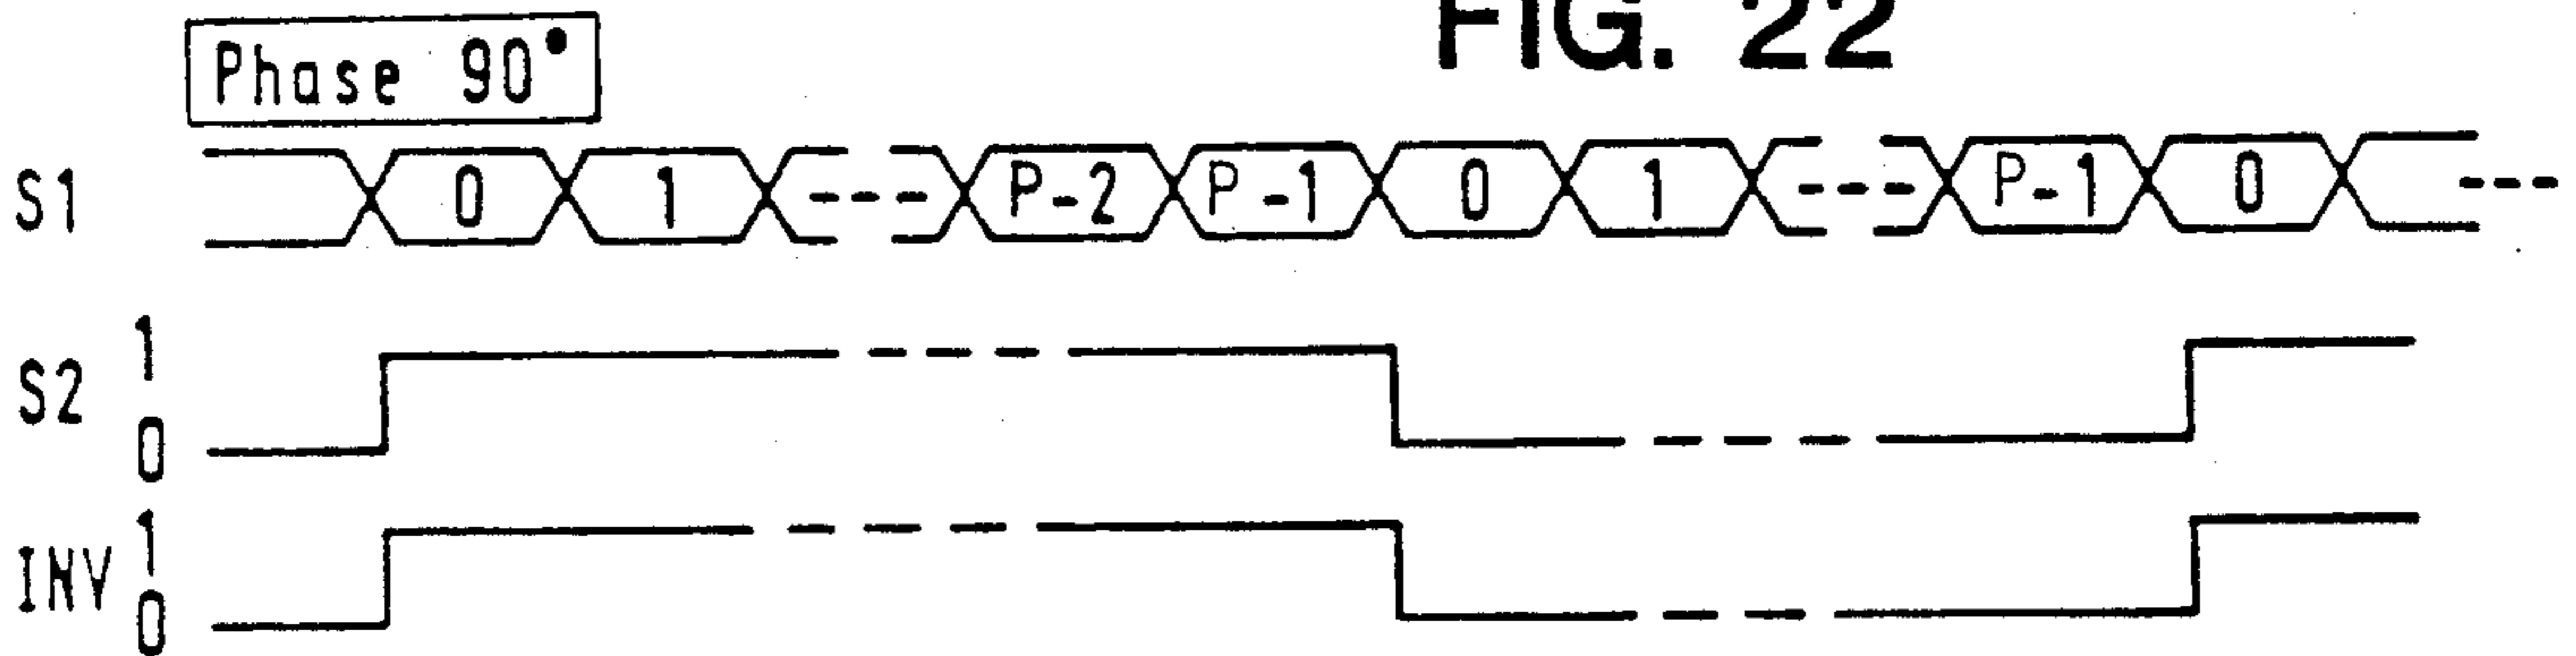 FIG. 22
Phase 90°
S1 0 1 --- P-2 P-1 0 1 --- P-1 0 ---
S2 1 0
INV 1 0